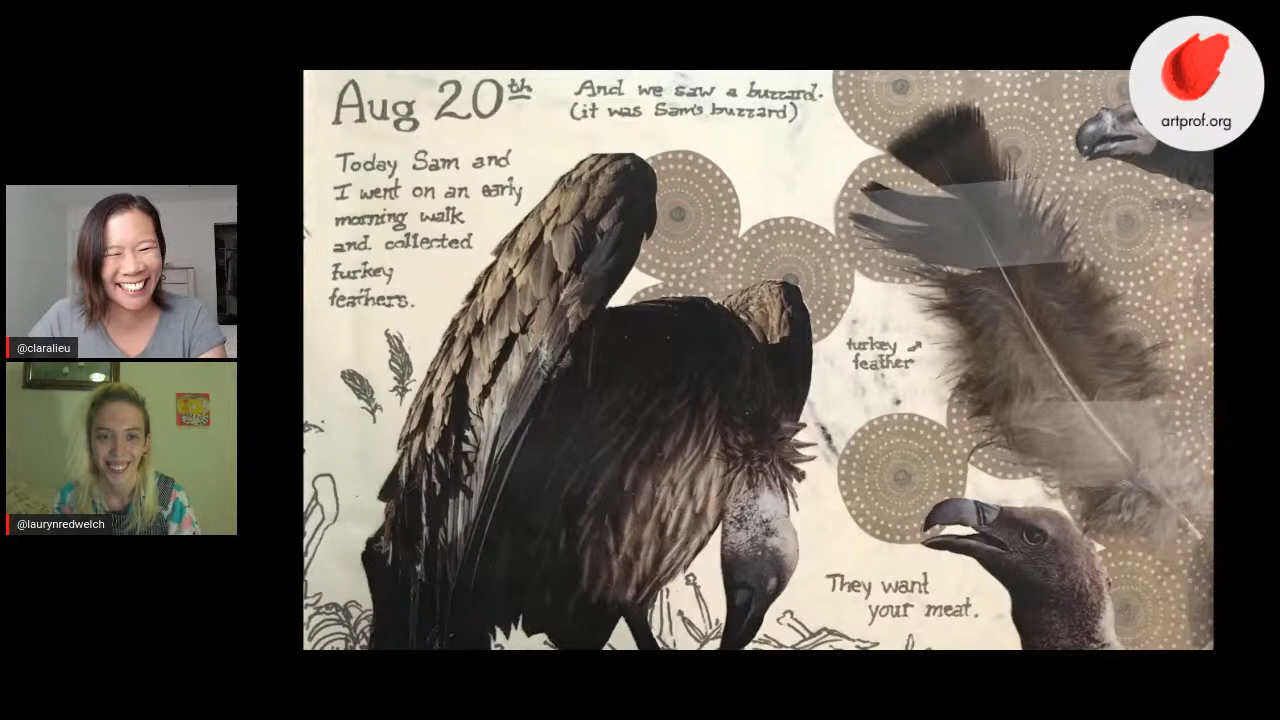 Aug 20th
And we saw a buzzard.
(it was Sam's buzzard)
Today Sam and
I went on an early
morning walk
and collected
turkey
feathers.
turkey
feather
They want
your meat.
artprof.org
@claralieu
@laurynredwelch